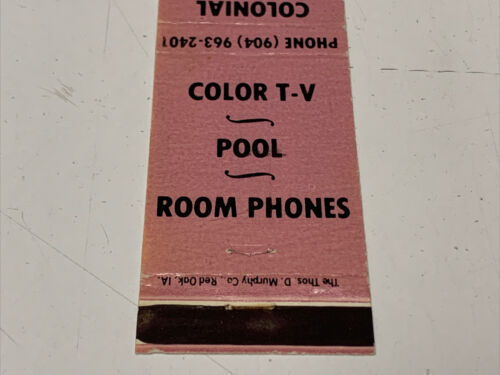 COLONIAL
PHONE (904) 963-2401
COLOR T-V
POOL
ROOM PHONES
The Thos. D. Murphy Co., Red Oak, IA.